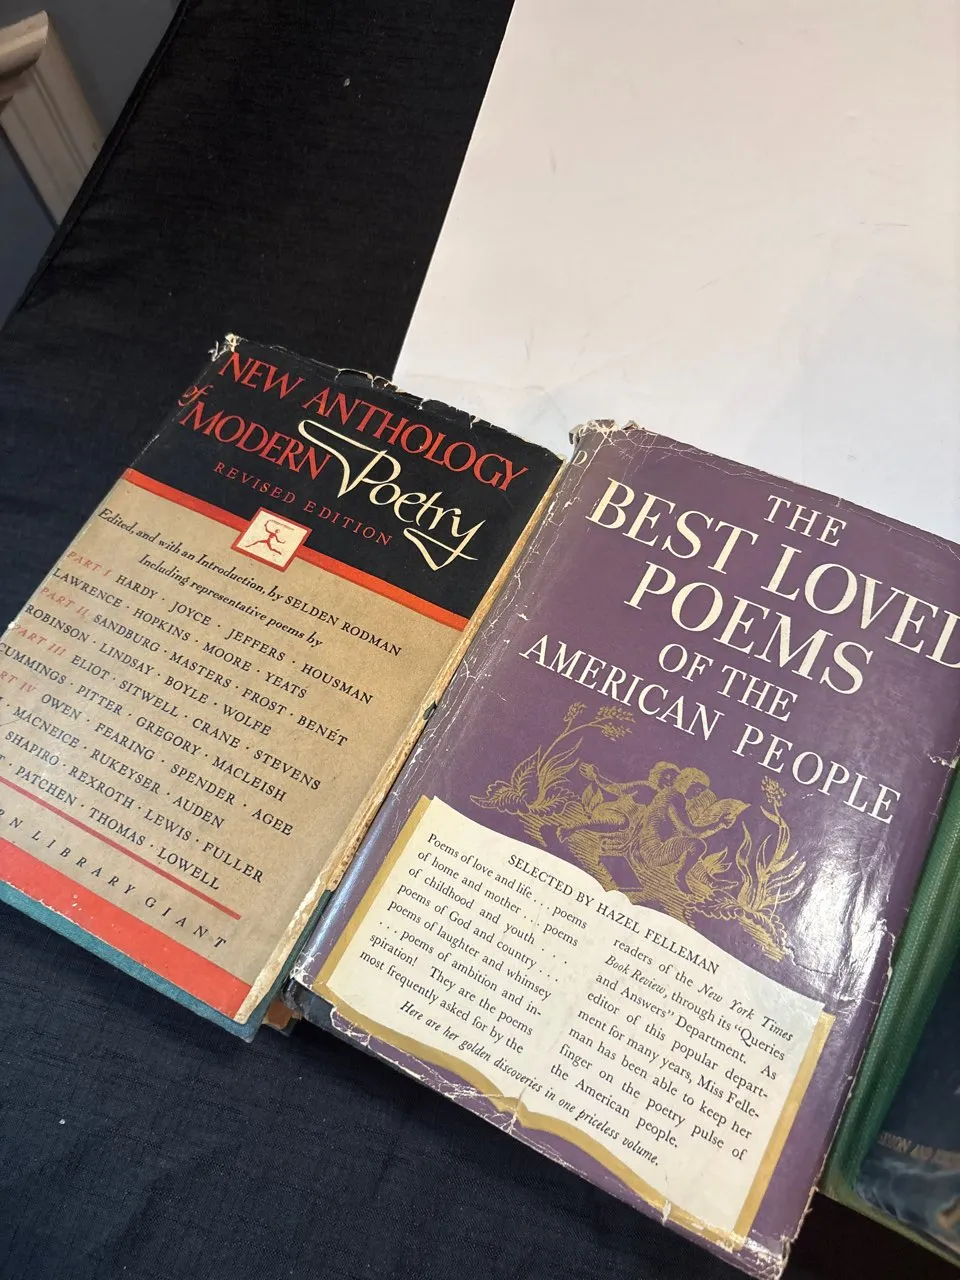 NEW ANTHOLOGY
of MODERN Poetry
REVISED EDITION
Edited, and with an Introduction, by SELDEN RODMAN
Including representative poems by
PART I HARDY · JOYCE · JEFFERS · HOUSMAN
LAWRENCE · HOPKINS · MOORE · YEATS
PART II SANDBURG · MASTERS · FROST · BENET
ROBINSON · LINDSAY · BOYLE · WOLFE
PART III ELIOT · SITWELL · CRANE · STEVENS
CUMMINGS · PITTER · GREGORY · MACLEISH
RT IV OWEN · FEARING · SPENDER · AGEE
· MACNEICE · RUKEYSER · AUDEN
SHAPIRO · REXROTH · LEWIS · FULLER
· PATCHEN · THOMAS · LOWELL
RN LIBRARY GIANT
THE
BEST LOVED
POEMS
OF THE
AMERICAN PEOPLE
SELECTED BY HAZEL FELLEMAN
Poems of love and life . . . poems
of home and mother . . . poems
of childhood and youth . . .
poems of God and country . . .
poems of laughter and whimsey
. . . poems of ambition and in-
spiration! They are the poems
most frequently asked for by the
readers of the New York Times
Book Review, through its "Queries
and Answers" Department. As
editor of this popular depart-
ment for many years, Miss Felle-
man has been able to keep her
finger on the poetry pulse of
the American people.
Here are her golden discoveries in one priceless volume.